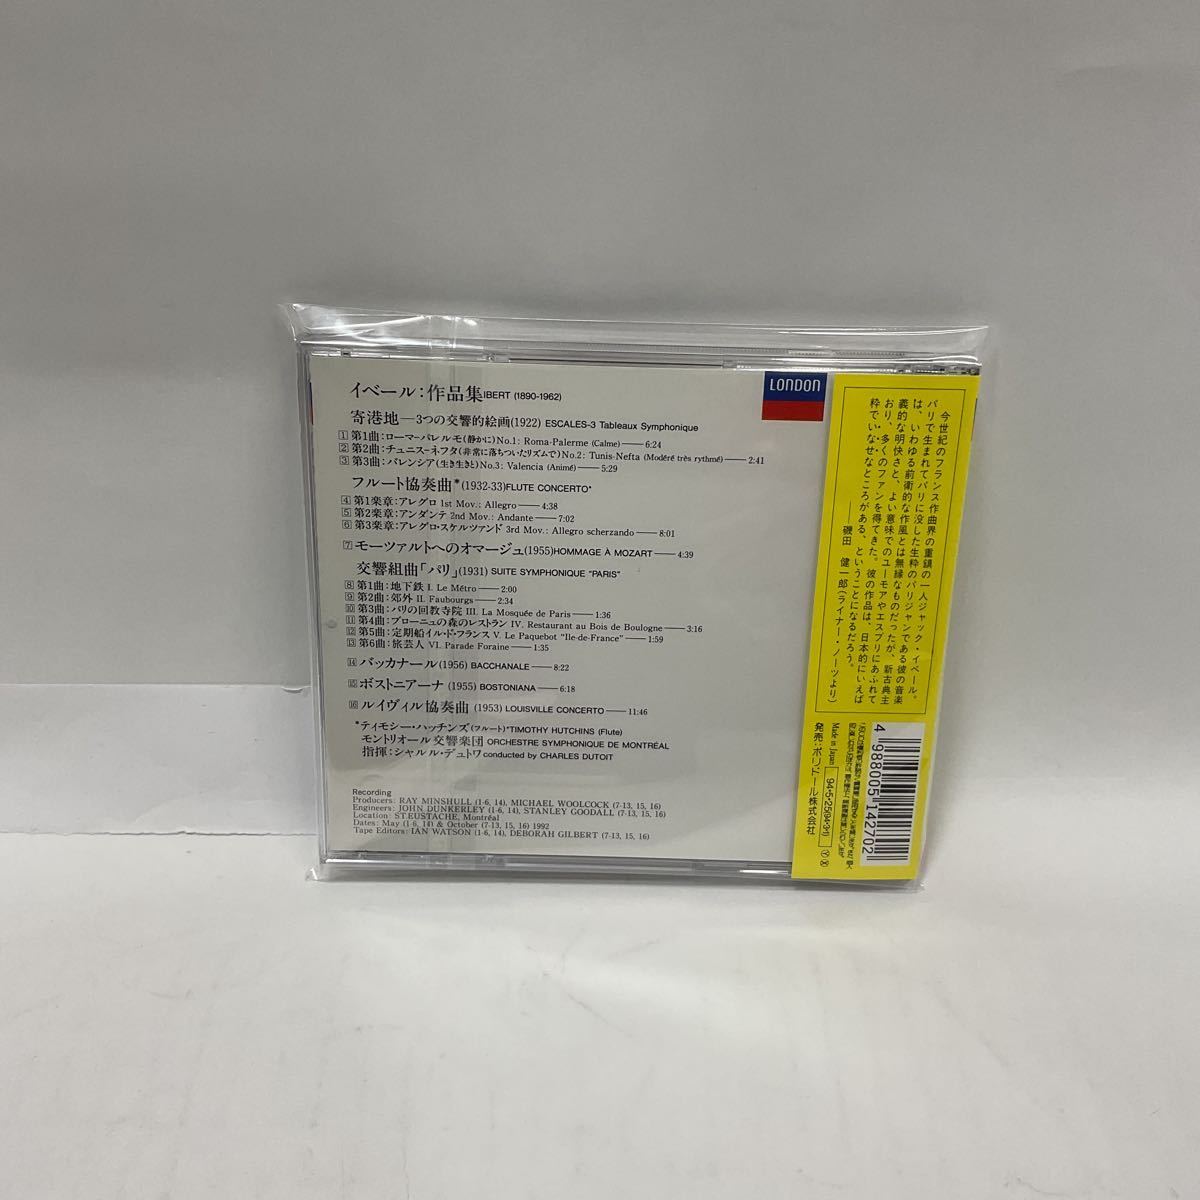 イベール:作品集IBERT (1890-1962)
LONDON
寄港地―3つの交響的絵画(1922) ESCALES-3 Tableaux Symphonique
1 第1曲:ローマ-パレルモ(静かに)No.1: Roma-Palerme (Calme)―6:24
2 第2曲:チュニス-ネフタ(非常に落ちついたリズムで)No.2: Tunis-Nefta (Modéré très rythmé)―2:41
3 第3曲:バレンシア(生き生きと)No.3: Valencia (Animé)―5:29
フルート協奏曲*(1932-33)FLUTE CONCERTO*
4 第1楽章:アレグロ 1st Mov.: Allegro―4:38
5 第2楽章:アンダンテ 2nd Mov.: Andante―7:02
6 第3楽章:アレグロ・スケルツァンド 3rd Mov.: Allegro scherzando―8:01
7 モーツァルトへのオマージュ(1955)HOMMAGE À MOZART―4:39
交響組曲「パリ」(1931) SUITE SYMPHONIQUE "PARIS"
8 第1曲:地下鉄 I. Le Métro―2:00
9 第2曲:郊外 II. Faubourgs―2:34
10 第3曲:パリの回教寺院 III. La Mosquée de Paris―1:36
11 第4曲:ブローニュの森のレストラン IV. Restaurant au Bois de Boulogne―3:16
12 第5曲:定期船イル・ド・フランス V. Le Paquebot "Ile-de-France"―1:59
13 第6曲:旅芸人 VI. Parade Foraine―1:35
14 バッカナール(1956) BACCHANALE―8:22
15 ボストニアーナ (1955) BOSTONIANA―6:18
16 ルイヴィル協奏曲 (1953) LOUISVILLE CONCERTO―11:46
*ティモシー・ハッチンズ(フルート)*TIMOTHY HUTCHINS (Flute)
モントリオール交響楽団 ORCHESTRE SYMPHONIQUE DE MONTRÉAL
指揮:シャルル・デュトワ conducted by CHARLES DUTOIT
Recording
Producers: RAY MINSHULL (1-6, 14), MICHAEL WOOLCOCK (7-13, 15, 16)
Engineers: JOHN DUNKERLEY (1-6, 14), STANLEY GOODALL (7-13, 15, 16)
Location: ST.EUSTACHE, Montréal
Dates: May (1-6, 14) & October (7-13, 15, 16) 1992
Tape Editors: IAN WATSON (1-6, 14), DEBORAH GILBERT (7-13, 15, 16)
今世紀のフランス作曲界の重鎮の一人ジャック・イベール。
パリで生まれてパリに没した生粋のパリジャンである彼の音楽
は、いわゆる前衛的な作風とは無縁なものだったが、新古典主
義的な明快さと、よい意味でのユーモアやエスプリにあふれて
おり、多くのファンを得てきた。彼の作品は、日本的にいえば
粋でいなせなところがある、ということになるだろう。
――磯田 健一郎(ライナー・ノーツより)
4 988005 142702
Made in Japan
94・5・25(94・3・1) Ⓨ Ⓧ
発売:ポリドール株式会社